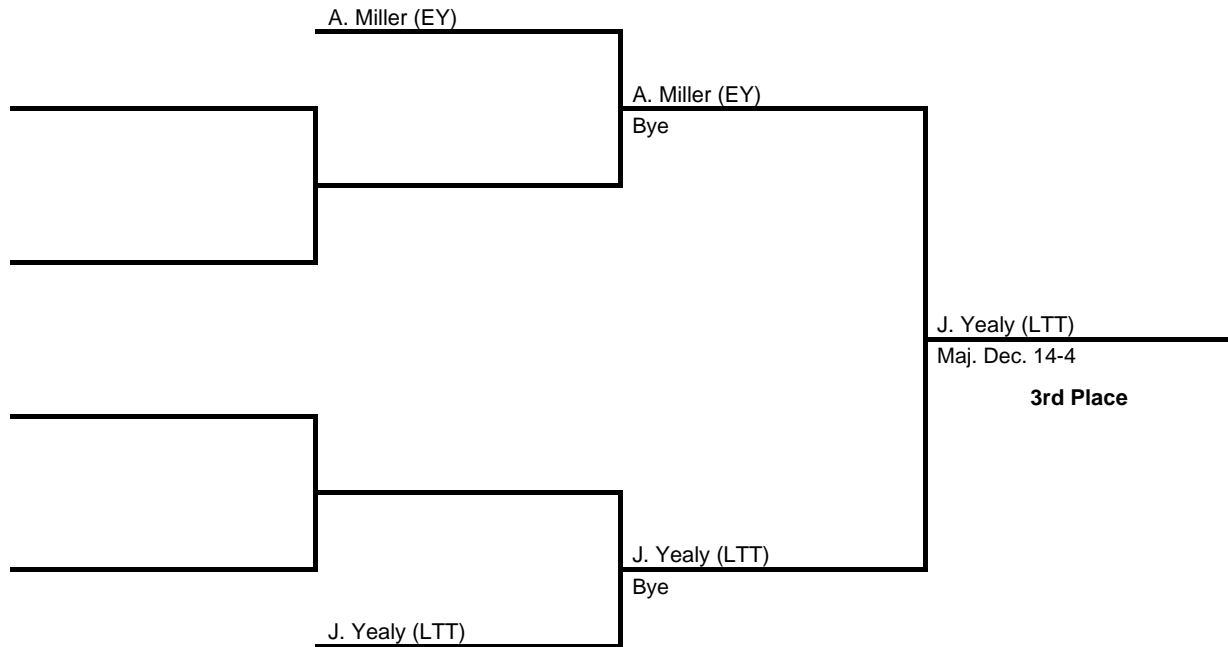 A. Miller (EY)
A. Miller (EY)
Bye
J. Yealy (LTT)
Maj. Dec. 14-4
3rd Place
J. Yealy (LTT)
Bye
J. Yealy (LTT)